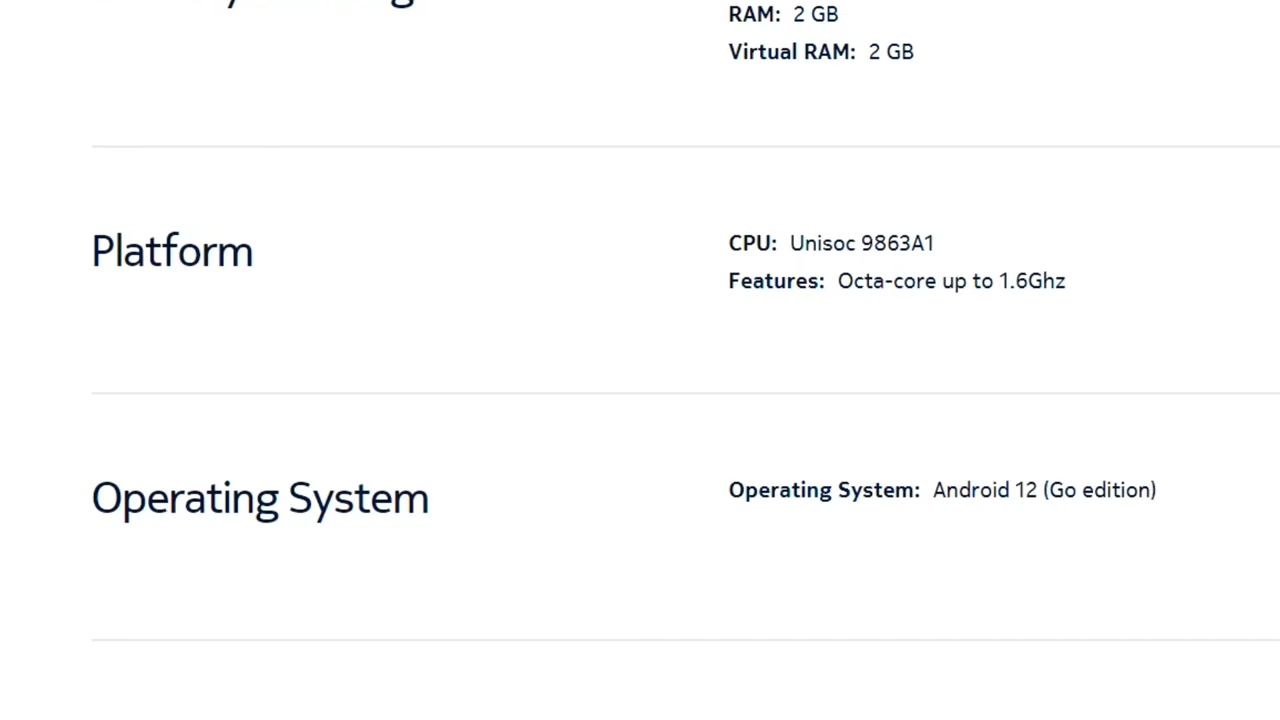 RAM: 2 GB
Virtual RAM: 2 GB
Platform
CPU: Unisoc 9863A1
Features: Octa-core up to 1.6Ghz
Operating System
Operating System: Android 12 (Go edition)